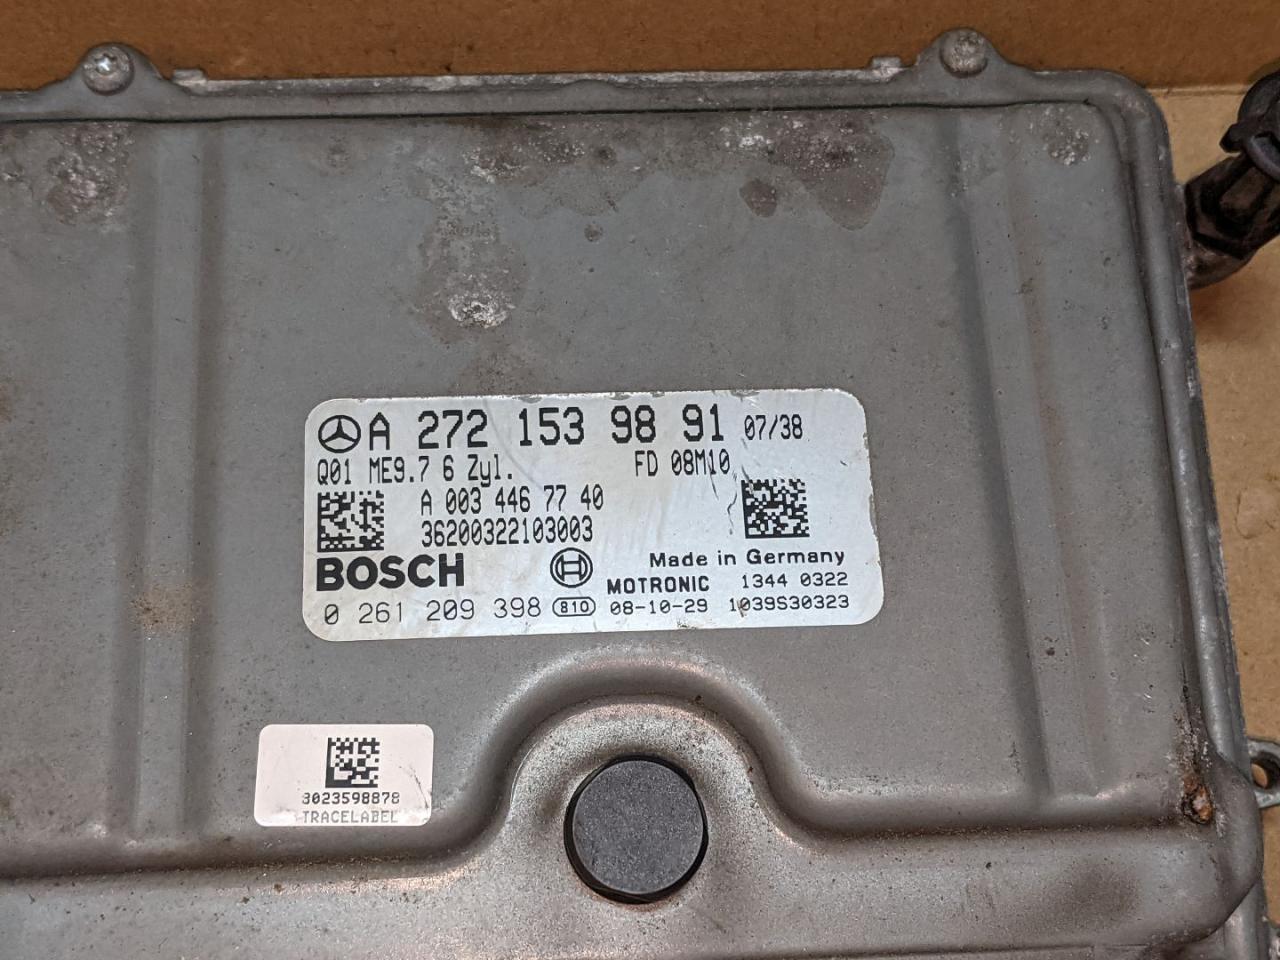 A 272 153 98 91 07/38
Q01 ME9.7 6 Zyl. FD 08M10
A 003 446 77 40
36200322103003
BOSCH Made in Germany
MOTRONIC 1344 0322
0 261 209 398 810 08-10-29 1039S30323
3023598878
TRACELABEL